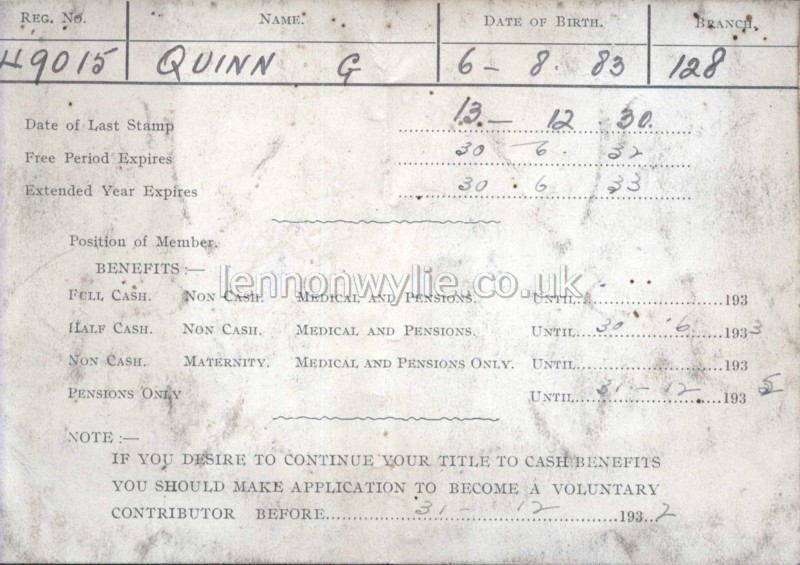 REG. No. NAME. DATE OF BIRTH. BRANCH.
49015 QUINN G 6 - 8. 83 128
Date of Last Stamp 13 - 12 . 30.
Free Period Expires 30 - 6. 32
Extended Year Expires 30 6 33
Position of Member.
BENEFITS :—
lennonwylie.co.uk
FULL CASH. NON CASH. MEDICAL AND PENSIONS. UNTIL 193
HALF CASH. NON CASH. MEDICAL AND PENSIONS. UNTIL 30 6 1933
NON CASH. MATERNITY. MEDICAL AND PENSIONS ONLY. UNTIL 193
PENSIONS ONLY UNTIL 31 - 12 1935
NOTE :—
IF YOU DESIRE TO CONTINUE YOUR TITLE TO CASH BENEFITS
YOU SHOULD MAKE APPLICATION TO BECOME A VOLUNTARY
CONTRIBUTOR BEFORE 31 - 12 1932